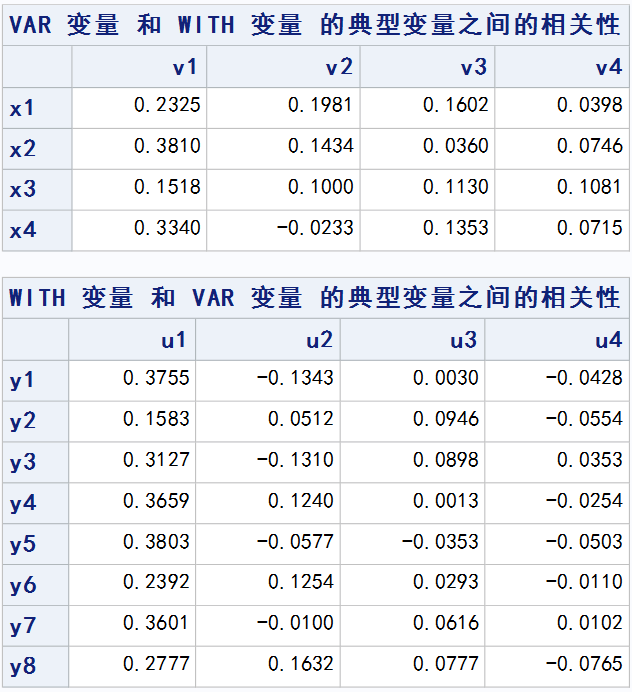 VAR 变量 和 WITH 变量 的典型变量之间的相关性
v1 v2 v3 v4
x1 0.2325 0.1981 0.1602 0.0398
x2 0.3810 0.1434 0.0360 0.0746
x3 0.1518 0.1000 0.1130 0.1081
x4 0.3340 -0.0233 0.1353 0.0715
WITH 变量 和 VAR 变量 的典型变量之间的相关性
u1 u2 u3 u4
y1 0.3755 -0.1343 0.0030 -0.0428
y2 0.1583 0.0512 0.0946 -0.0554
y3 0.3127 -0.1310 0.0898 0.0353
y4 0.3659 0.1240 0.0013 -0.0254
y5 0.3803 -0.0577 -0.0353 -0.0503
y6 0.2392 0.1254 0.0293 -0.0110
y7 0.3601 -0.0100 0.0616 0.0102
y8 0.2777 0.1632 0.0777 -0.0765